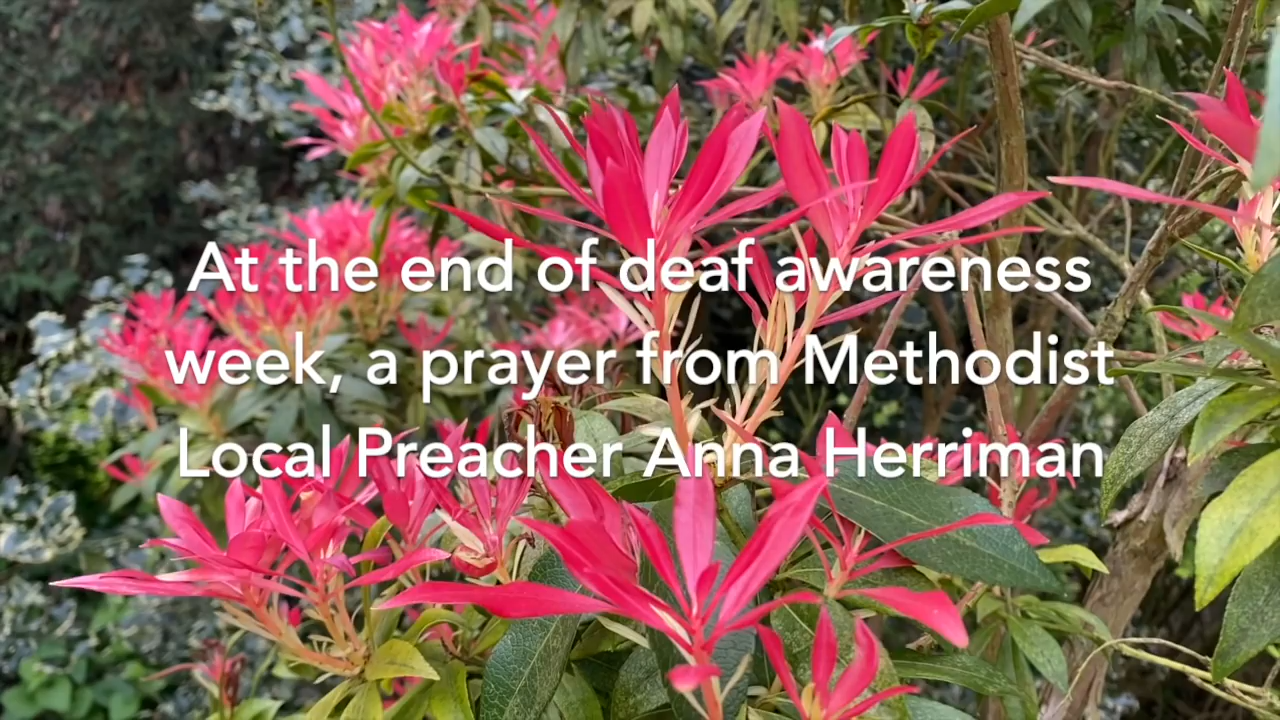 At the end of deaf awareness
week, a prayer from Methodist
Local Preacher Anna Herriman